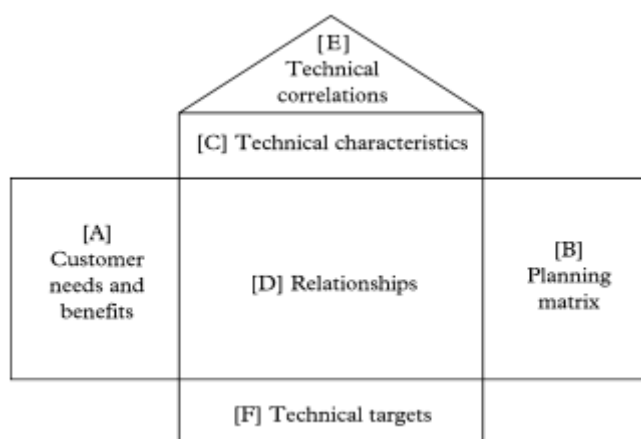 [E]
Technical
correlations
[C] Technical characteristics
[A]
Customer
needs and
benefits
[D] Relationships
[B]
Planning
matrix
[F] Technical targets